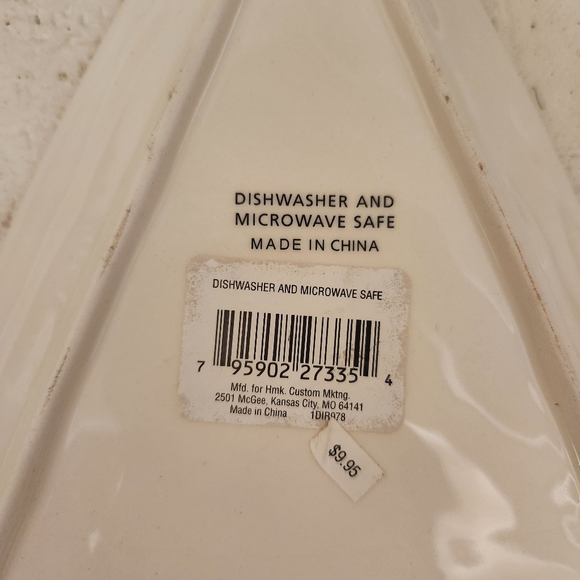 DISHWASHER AND
MICROWAVE SAFE
MADE IN CHINA
DISHWASHER AND MICROWAVE SAFE
7 95902 27335 4
Mfd. for Hmk. Custom Mktng.
2501 McGee, Kansas City, MO 64141
Made in China 1DIR978
$9.95